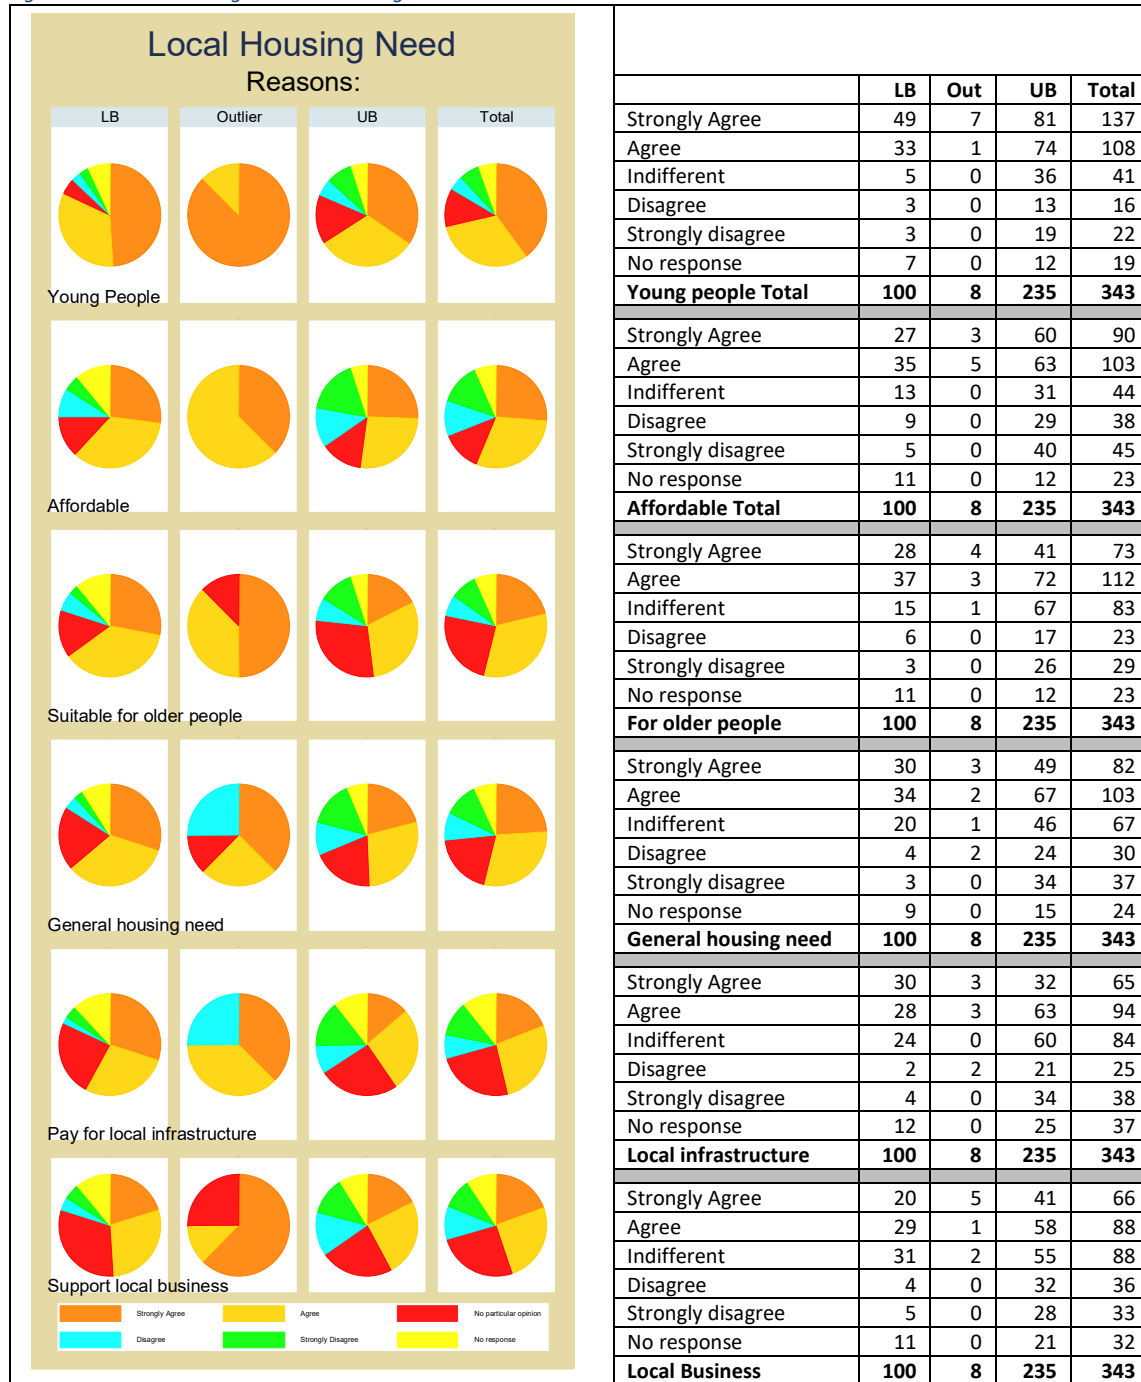 Local Housing Need
Reasons:
LB Outlier UB Total
Young People
Affordable
Suitable for older people
General housing need
Pay for local infrastructure
Support local business
Strongly Agree Agree No particular opinion
Disagree Strongly Disagree No response
LB Out UB Total
Strongly Agree 49 7 81 137
Agree 33 1 74 108
Indifferent 5 0 36 41
Disagree 3 0 13 16
Strongly disagree 3 0 19 22
No response 7 0 12 19
Young people Total 100 8 235 343
Strongly Agree 27 3 60 90
Agree 35 5 63 103
Indifferent 13 0 31 44
Disagree 9 0 29 38
Strongly disagree 5 0 40 45
No response 11 0 12 23
Affordable Total 100 8 235 343
Strongly Agree 28 4 41 73
Agree 37 3 72 112
Indifferent 15 1 67 83
Disagree 6 0 17 23
Strongly disagree 3 0 26 29
No response 11 0 12 23
For older people 100 8 235 343
Strongly Agree 30 3 49 82
Agree 34 2 67 103
Indifferent 20 1 46 67
Disagree 4 2 24 30
Strongly disagree 3 0 34 37
No response 9 0 15 24
General housing need 100 8 235 343
Strongly Agree 30 3 32 65
Agree 28 3 63 94
Indifferent 24 0 60 84
Disagree 2 2 21 25
Strongly disagree 4 0 34 38
No response 12 0 25 37
Local infrastructure 100 8 235 343
Strongly Agree 20 5 41 66
Agree 29 1 58 88
Indifferent 31 2 55 88
Disagree 4 0 32 36
Strongly disagree 5 0 28 33
No response 11 0 21 32
Local Business 100 8 235 343